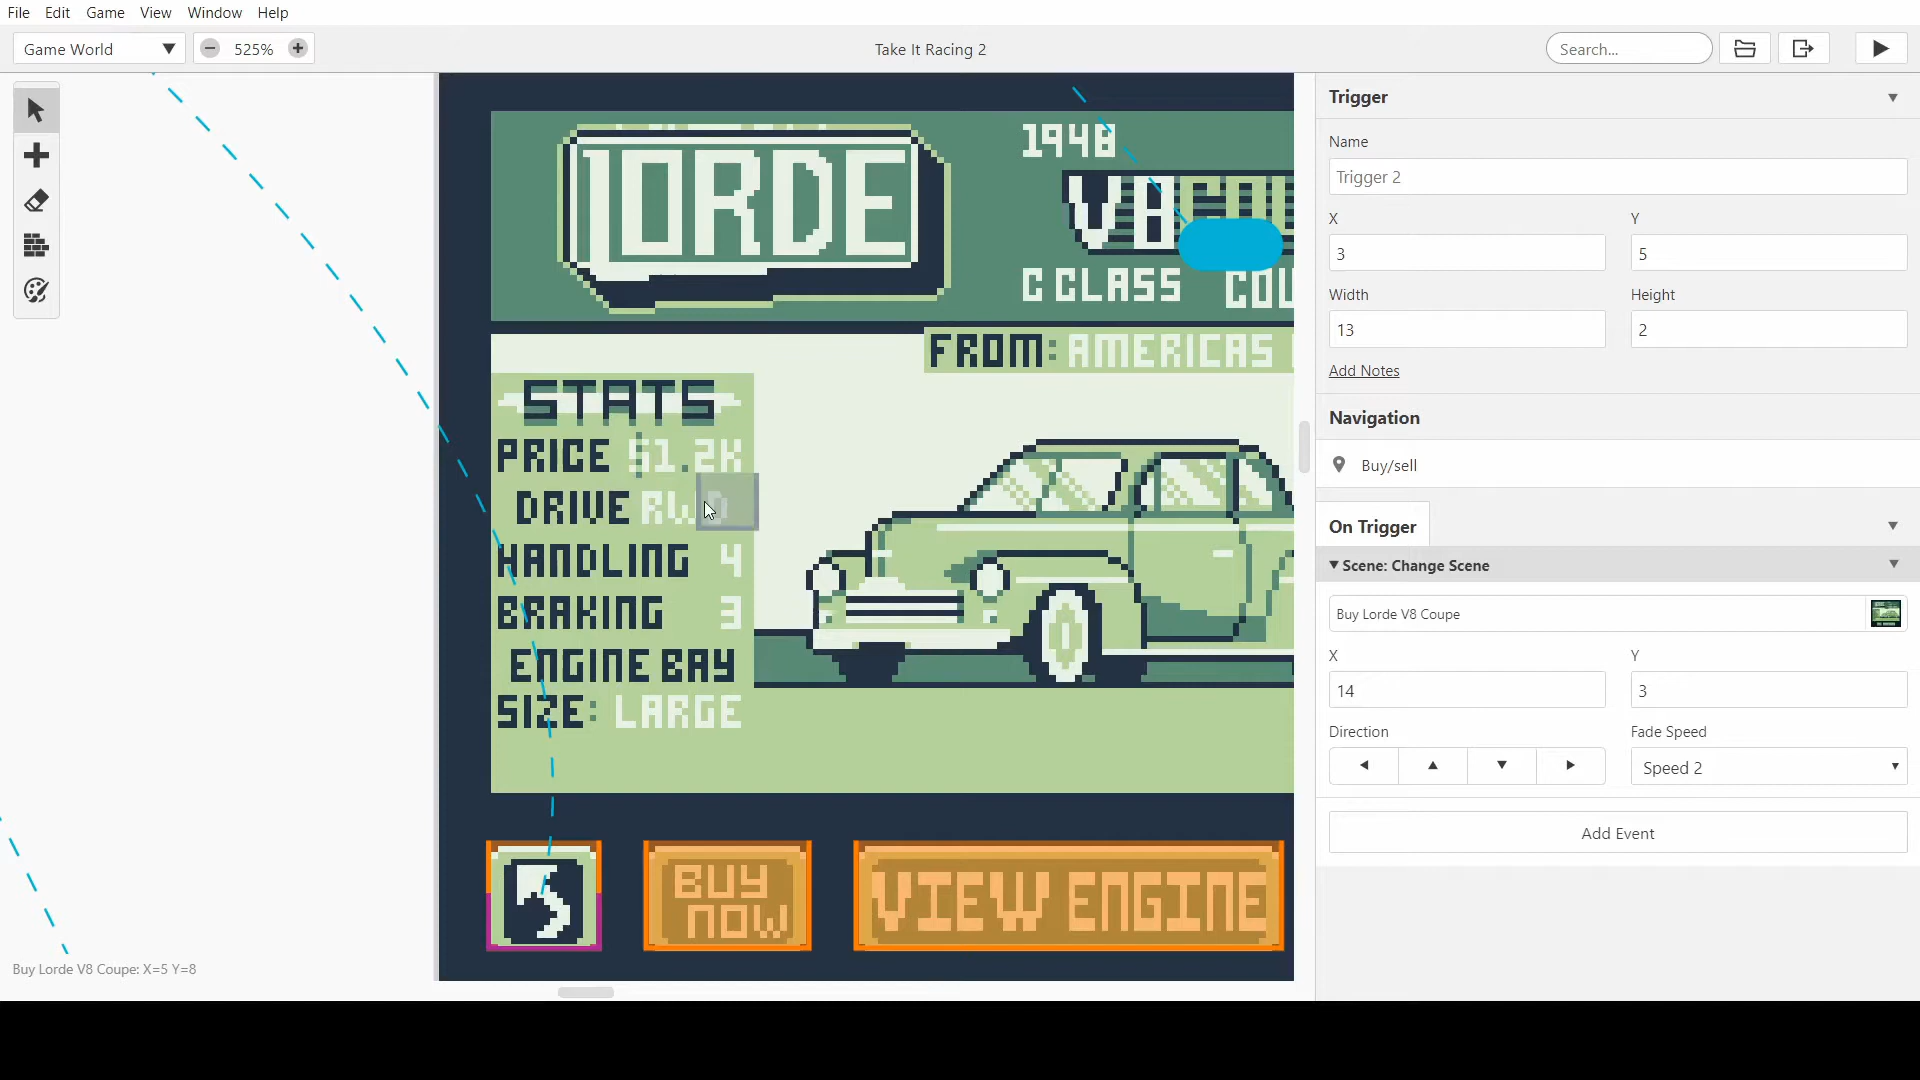 File Edit Game View Window Help
Game World 525% Take It Racing 2 Search...
LORDE
1948
V8
C CLASS
FROM: AMERICAS
STATS
PRICE $1.2K
DRIVE RWD
HANDLING 4
BRAKING 3
ENGINE BAY
SIZE: LARGE
BUY
NOW
VIEW ENGINE
Buy Lorde V8 Coupe: X=5 Y=8
Trigger
Name
Trigger 2
X Y
3 5
Width Height
13 2
Add Notes
Navigation
Buy/sell
On Trigger
Scene: Change Scene
Buy Lorde V8 Coupe
X Y
14 3
Direction Fade Speed
Speed 2
Add Event